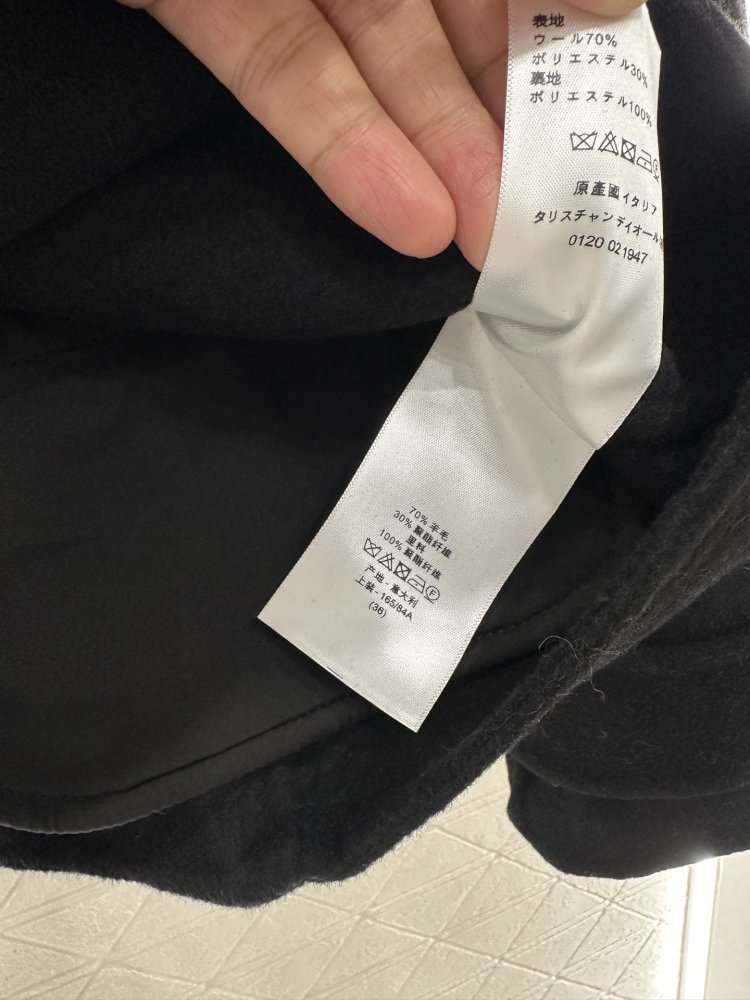 表地
ウール70%
ポリエステル30%
裏地
ポリエステル100%
原產國イタリア
タリスチャンディオール
0120 021947
70% 羊毛
30% 聚酯纤维
里料
100% 聚酯纤维
F
产地 - 意大利
上装 - 165/84A
(36)